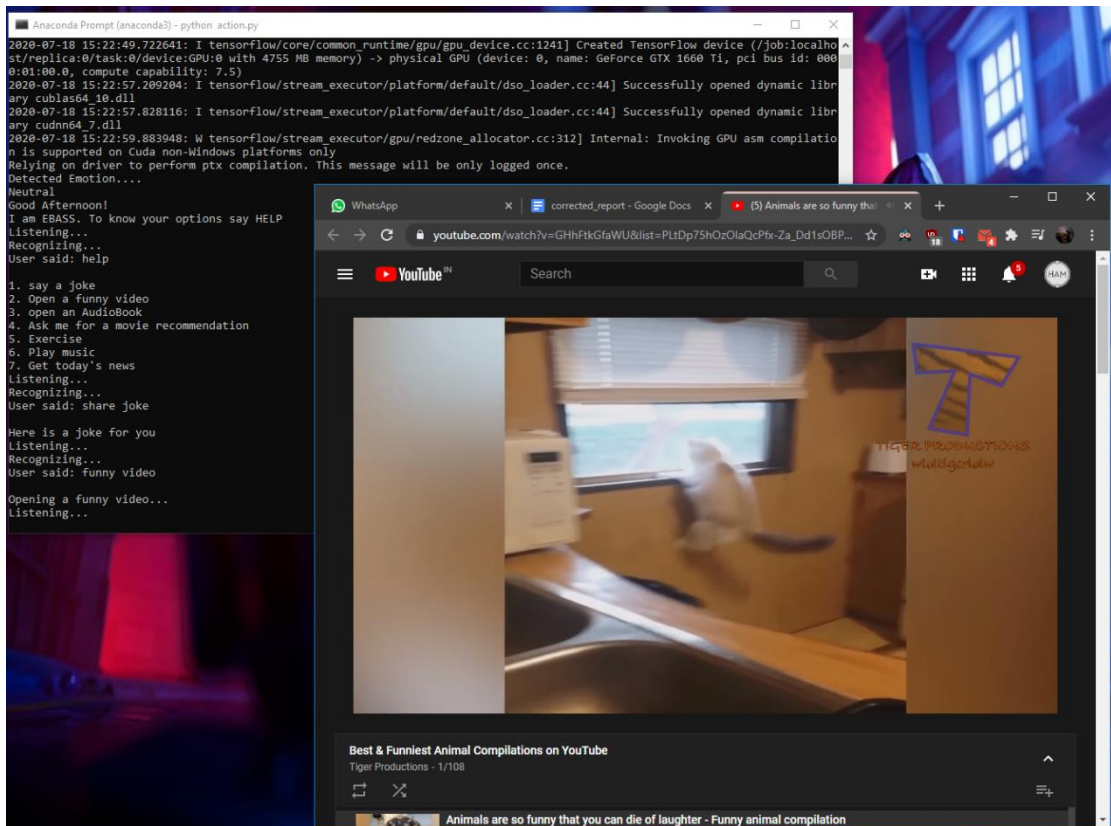 Anaconda Prompt (anaconda3) - python action.py
2020-07-18 15:22:49.722641: I tensorflow/core/common_runtime/gpu/gpu_device.cc:1241] Created TensorFlow device (/job:localho
st/replica:0/task:0/device:GPU:0 with 4755 MB memory) -> physical GPU (device: 0, name: GeForce GTX 1660 Ti, pci bus id: 000
0:01:00.0, compute capability: 7.5)
2020-07-18 15:22:57.209204: I tensorflow/stream_executor/platform/default/dso_loader.cc:44] Successfully opened dynamic libr
ary cublas64_10.dll
2020-07-18 15:22:57.828116: I tensorflow/stream_executor/platform/default/dso_loader.cc:44] Successfully opened dynamic libr
ary cudnn64_7.dll
2020-07-18 15:22:59.883948: W tensorflow/stream_executor/gpu/redzone_allocator.cc:312] Internal: Invoking GPU asm compilatio
n is supported on Cuda non-Windows platforms only
Relying on driver to perform ptx compilation. This message will be only logged once.
Detected Emotion....
Neutral
Good Afternoon!
I am EBASS. To know your options say HELP
Listening...
Recognizing...
User said: help
1. say a joke
2. Open a funny video
3. open an AudioBook
4. Ask me for a movie recommendation
5. Exercise
6. Play music
7. Get today's news
Listening...
Recognizing...
User said: share joke
Here is a joke for you
Listening...
Recognizing...
User said: funny video
Opening a funny video...
Listening...
WhatsApp
corrected_report - Google Docs
(5) Animals are so funny that
youtube.com/watch?v=GHhFtkGfaWU&list=PLtDp75hOzOlaQcPfx-Za_Dd1sOBP...
18
4
YouTube IN
Search
5
HAM
TIGER PRODUCTIONS
Best & Funniest Animal Compilations on YouTube
Tiger Productions - 1/108
Animals are so funny that you can die of laughter - Funny animal compilation